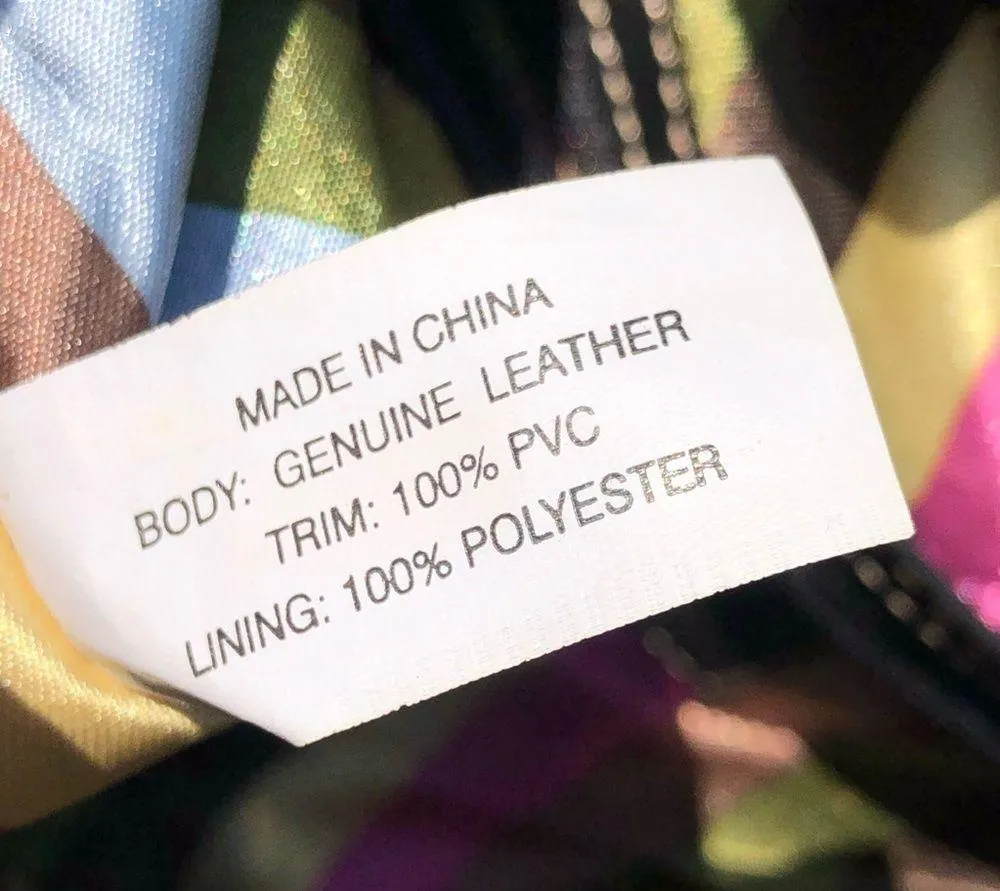 MADE IN CHINA
BODY: GENUINE LEATHER
TRIM: 100% PVC
LINING: 100% POLYESTER